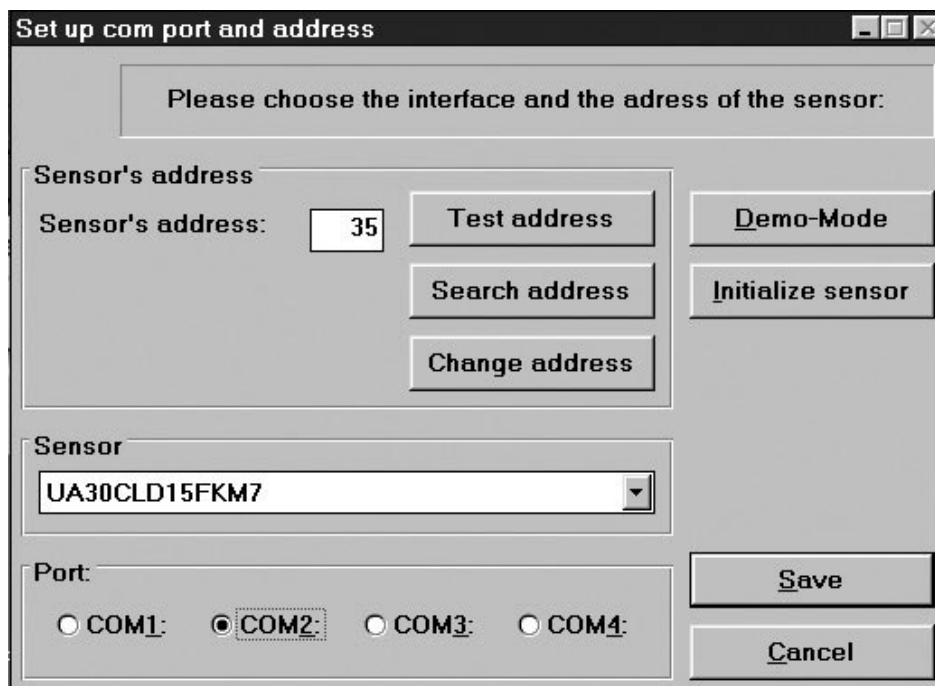 Set up com port and address
Please choose the interface and the adress of the sensor:
Sensor's address
Sensor's address: 35
Test address
Demo-Mode
Search address
Initialize sensor
Change address
Sensor
UA30CLD15FKM7
Port:
COM1: COM2: COM3: COM4:
Save
Cancel